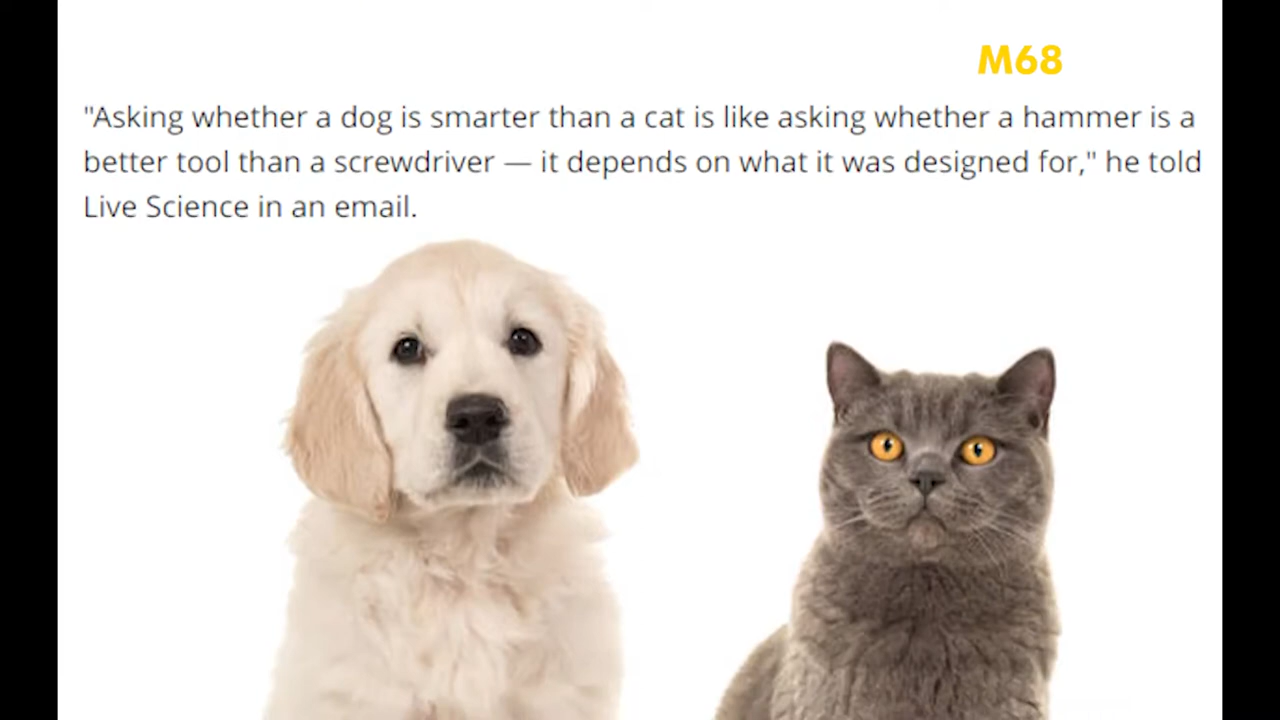 M68
"Asking whether a dog is smarter than a cat is like asking whether a hammer is a
better tool than a screwdriver — it depends on what it was designed for," he told
Live Science in an email.